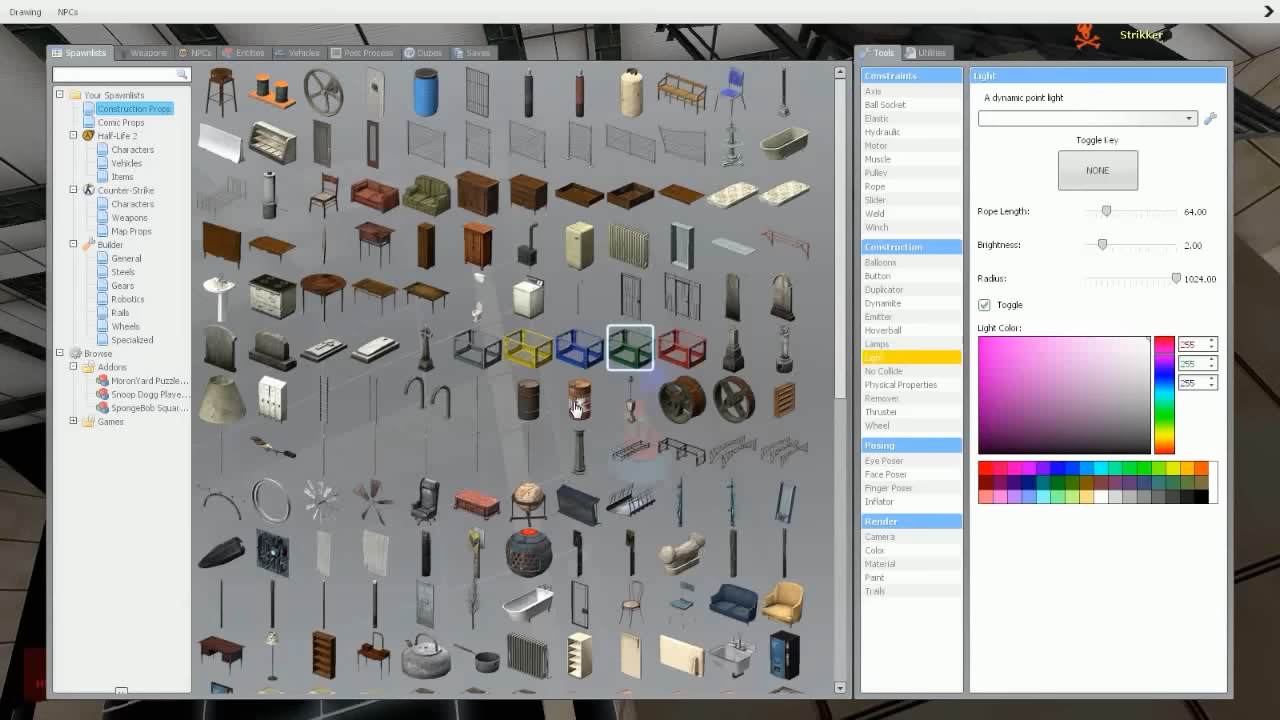 Drawing NPCs
Strikker
Spawnlists Weapons NPCs Entities Vehicles Post Process Dupes Saves
Your Spawnlists
Construction Props
Comic Props
Half-Life 2
Characters
Vehicles
Items
Counter-Strike
Characters
Weapons
Map Props
Builder
General
Steels
Gears
Robotics
Rails
Wheels
Specialized
Browse
Addons
MoronYard Puzzle...
Snoop Dogg Playe...
SpongeBob Squar...
Games
Tools Utilities
Constraints
Axis
Ball Socket
Elastic
Hydraulic
Motor
Muscle
Pulley
Rope
Slider
Weld
Winch
Construction
Balloons
Button
Duplicator
Dynamite
Emitter
Hoverball
Lamps
Light
No Collide
Physical Properties
Remover
Thruster
Wheel
Posing
Eye Poser
Face Poser
Finger Poser
Inflator
Render
Camera
Color
Material
Paint
Trails
Light
A dynamic point light
Toggle Key
NONE
Rope Length: 64.00
Brightness: 2.00
Radius: 1024.00
Toggle
Light Color:
255
255
255